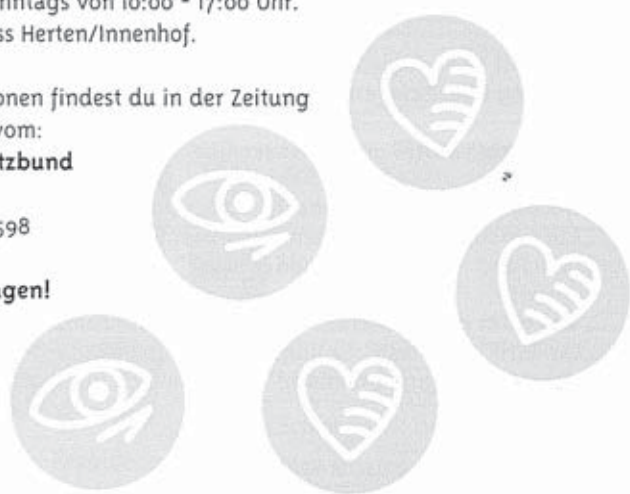 nntags von 10:00 - 17:00 Uhr.
ss Herten/Innenhof.
onen findest du in der Zeitung
vom:
tzbund
598
gen!